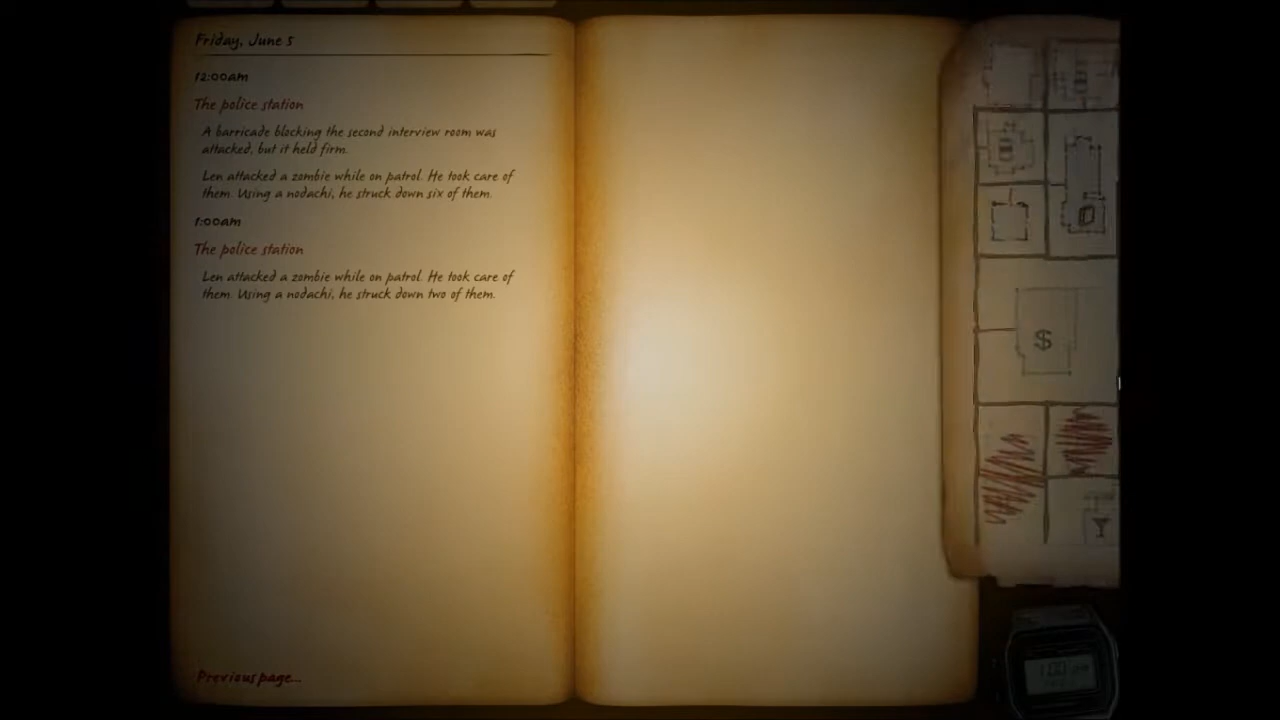 Friday, June 5
12:00am
The police station
A barricade blocking the second interview room was
attacked, but it held firm.
Len attacked a zombie while on patrol. He took care of
them. Using a nodachi, he struck down six of them.
1:00am
The police station
Len attacked a zombie while on patrol. He took care of
them. Using a nodachi, he struck down two of them.
$
Previous page...
1:00